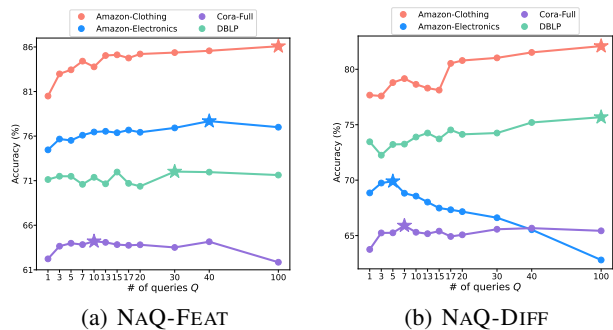 (a)
Amazon-Clothing
Cora-Full
Amazon-Electronics
DBLP
86
81
76
71
66
61
Accuracy (%)
1 3 5 7 10 13 15 17 20 30 40 100
# of queries Q
(a) NAQ-FEAT
(b)
Amazon-Clothing
Cora-Full
Amazon-Electronics
DBLP
80
75
70
65
Accuracy (%)
1 3 5 7 10 13 15 17 20 30 40 100
# of queries Q
(b) NAQ-DIFF